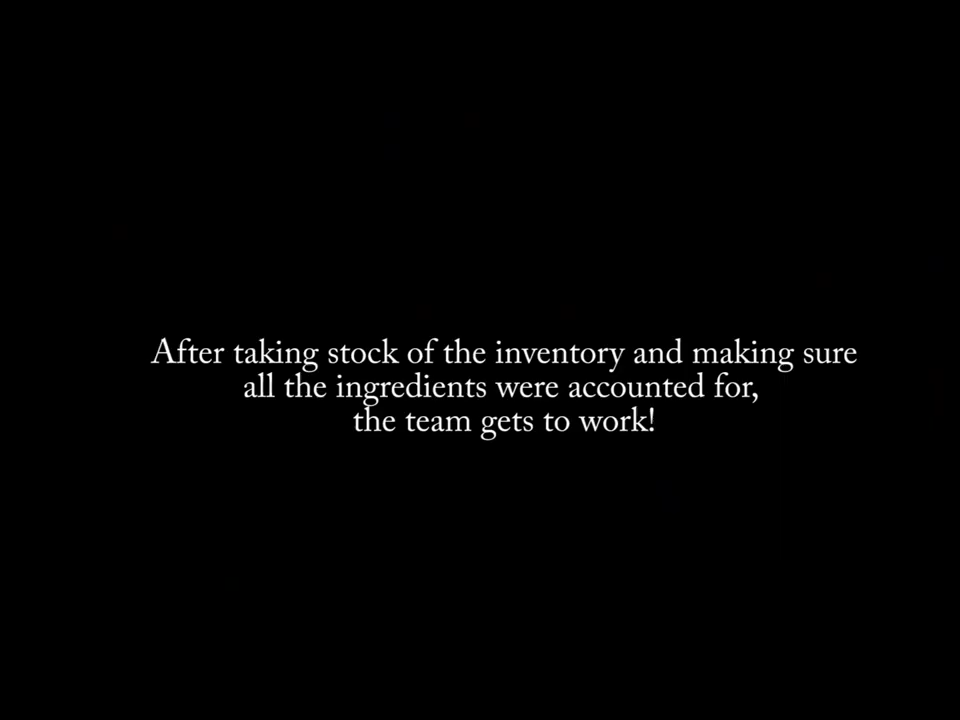 After taking stock of the inventory and making sure
all the ingredients were accounted for,
the team gets to work!